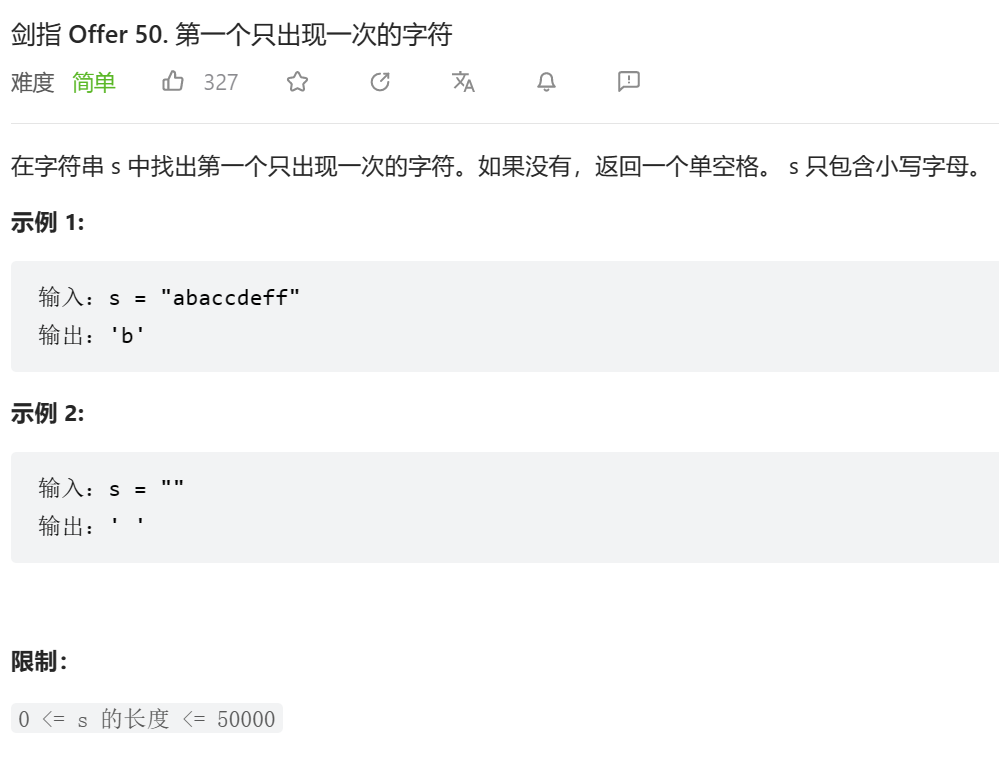 剑指 Offer 50. 第一个只出现一次的字符
难度 简单 327 文A
在字符串 s 中找出第一个只出现一次的字符。如果没有，返回一个单空格。 s 只包含小写字母。
示例 1:
输入：s = "abaccdeff"
输出：'b'
示例 2:
输入：s = ""
输出：' '
限制：
0 <= s 的长度 <= 50000